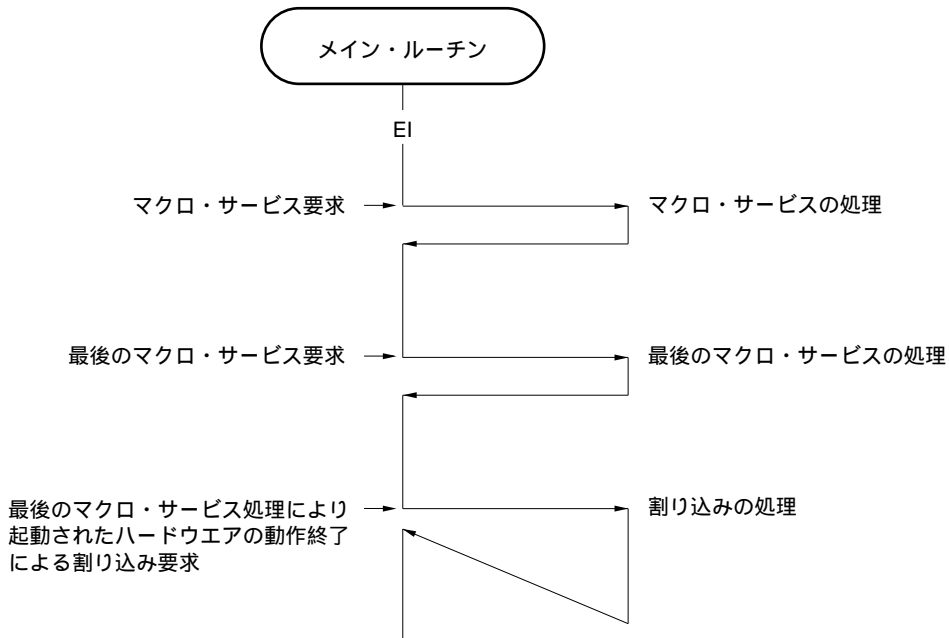 メイン・ルーチン
EI
マクロ・サービス要求
マクロ・サービスの処理
最後のマクロ・サービス要求
最後のマクロ・サービスの処理
最後のマクロ・サービス処理により
起動されたハードウエアの動作終了
による割り込み要求
割り込みの処理